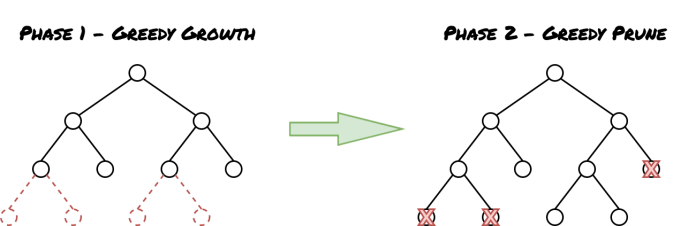 Phase 1 - Greedy Growth
Phase 2 - Greedy Prune